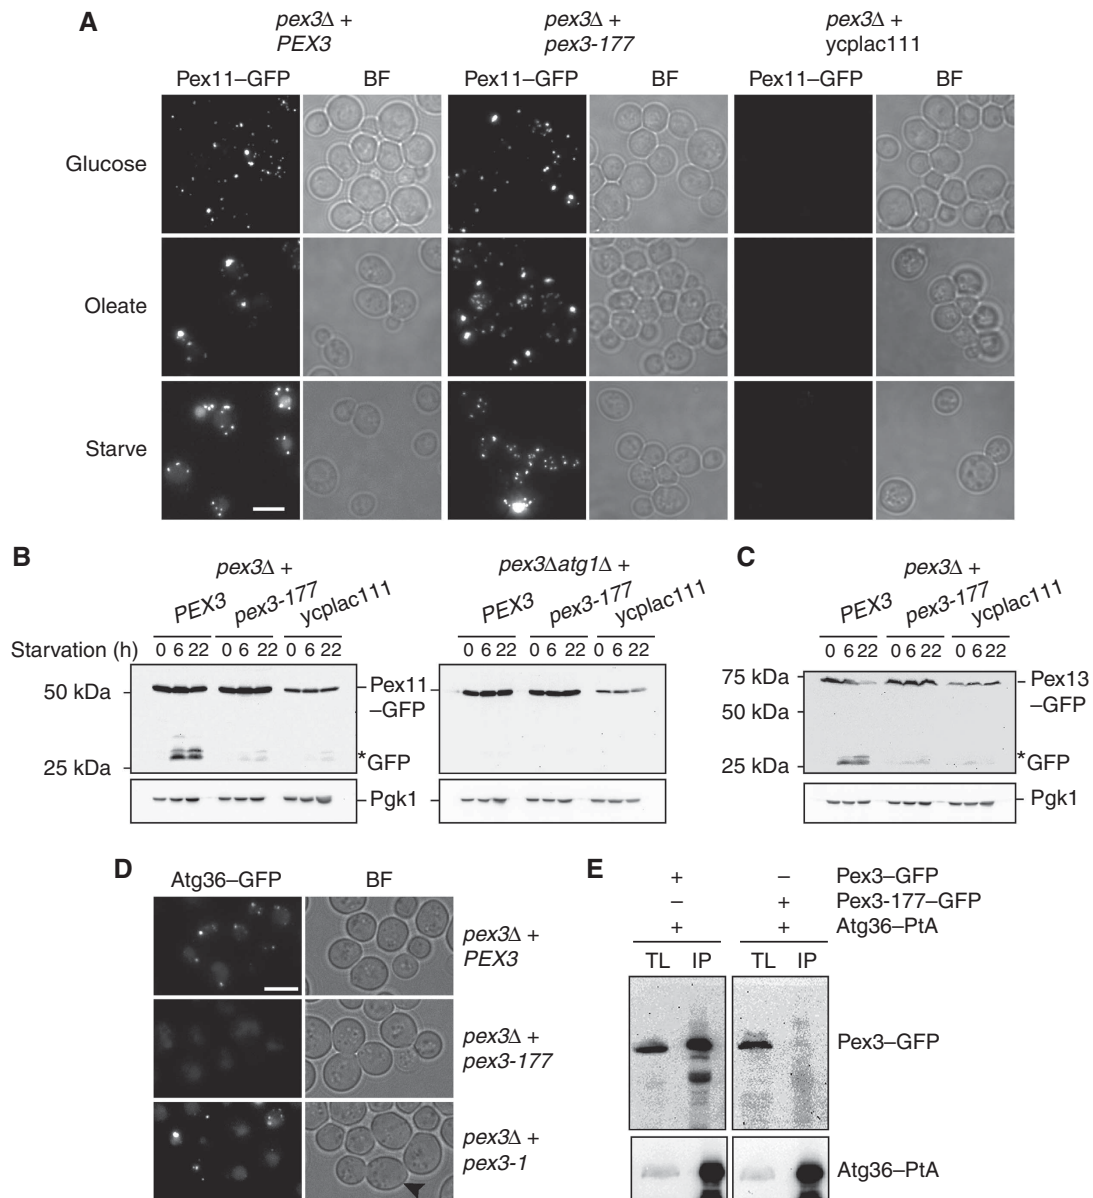 A
pex3Δ + PEX3
pex3Δ + pex3-177
pex3Δ + ycplac111
Pex11–GFP BF Pex11–GFP BF Pex11–GFP BF
Glucose
Oleate
Starve
B
pex3Δ +
PEX3 pex3-177 ycplac111
pex3Δatg1Δ +
PEX3 pex3-177 ycplac111
Starvation (h) 0 6 22 0 6 22 0 6 22
0 6 22 0 6 22 0 6 22
50 kDa
25 kDa
Pex11
–GFP
*GFP
Pgk1
C
pex3Δ +
PEX3 pex3-177 ycplac111
0 6 22 0 6 22 0 6 22
75 kDa
50 kDa
25 kDa
Pex13
–GFP
*GFP
Pgk1
D
Atg36–GFP BF
pex3Δ +
PEX3
pex3Δ +
pex3-177
pex3Δ +
pex3-1
E
+ – Pex3–GFP
– + Pex3-177–GFP
+ + Atg36–PtA
TL IP TL IP
Pex3–GFP
Atg36–PtA